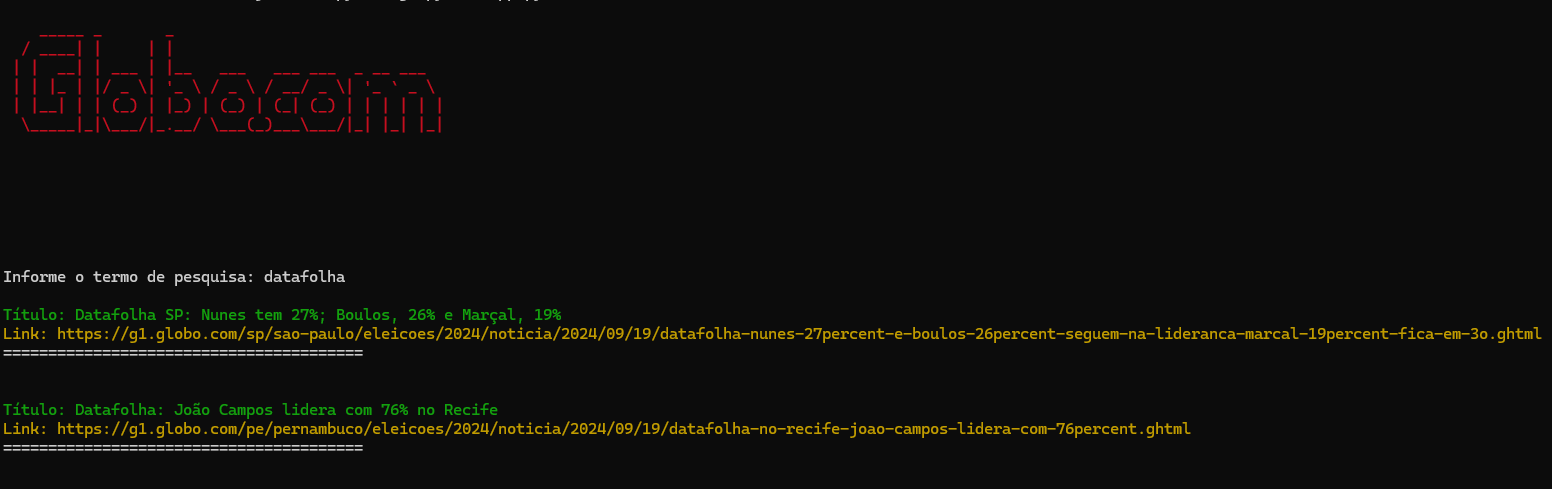 Globo.com
Informe o termo de pesquisa: datafolha
Título: Datafolha SP: Nunes tem 27%; Boulos, 26% e Marçal, 19%
Link: https://g1.globo.com/sp/sao-paulo/eleicoes/2024/noticia/2024/09/19/datafolha-nunes-27percent-e-boulos-26percent-seguem-na-lideranca-marcal-19percent-fica-em-3o.ghtml
========================================
Título: Datafolha: João Campos lidera com 76% no Recife
Link: https://g1.globo.com/pe/pernambuco/eleicoes/2024/noticia/2024/09/19/datafolha-no-recife-joao-campos-lidera-com-76percent.ghtml
========================================